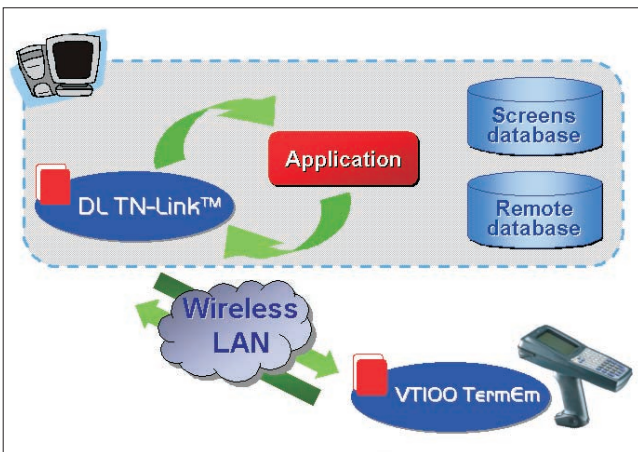 Screens
database
Application
DL TN-Link™
Remote
database
Wireless
LAN
VT100 TermEm